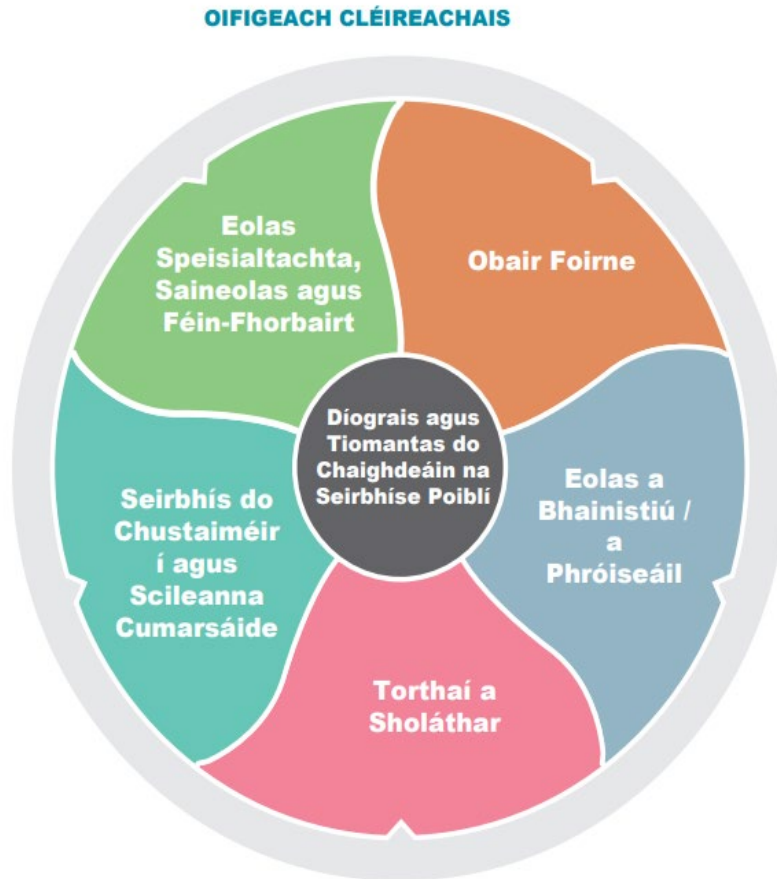 OIFIGEACH CLÉIREACHAIS
Eolas
Speisialtachta,
Saineolas agus
Féin-Fhorbairt
Obair Foirne
Díograis agus
Tiomantas do
Chaighdeáin na
Seirbhíse Poiblí
Seirbhís do
Chustaiméir
í agus
Scileanna
Cumarsáide
Eolas a
Bhainistiú /
a
Phróiseáil
Torthaí a
Sholáthar